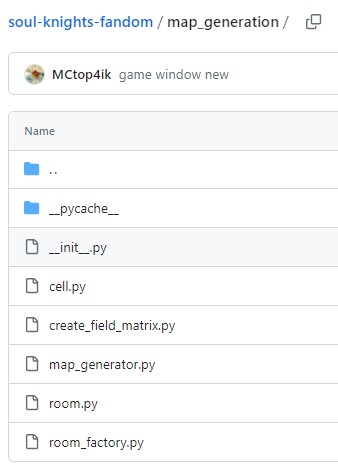 soul-knights-fandom / map_generation /
MCtop4ik game window new
Name
..
__pycache__
__init__.py
cell.py
create_field_matrix.py
map_generator.py
room.py
room_factory.py